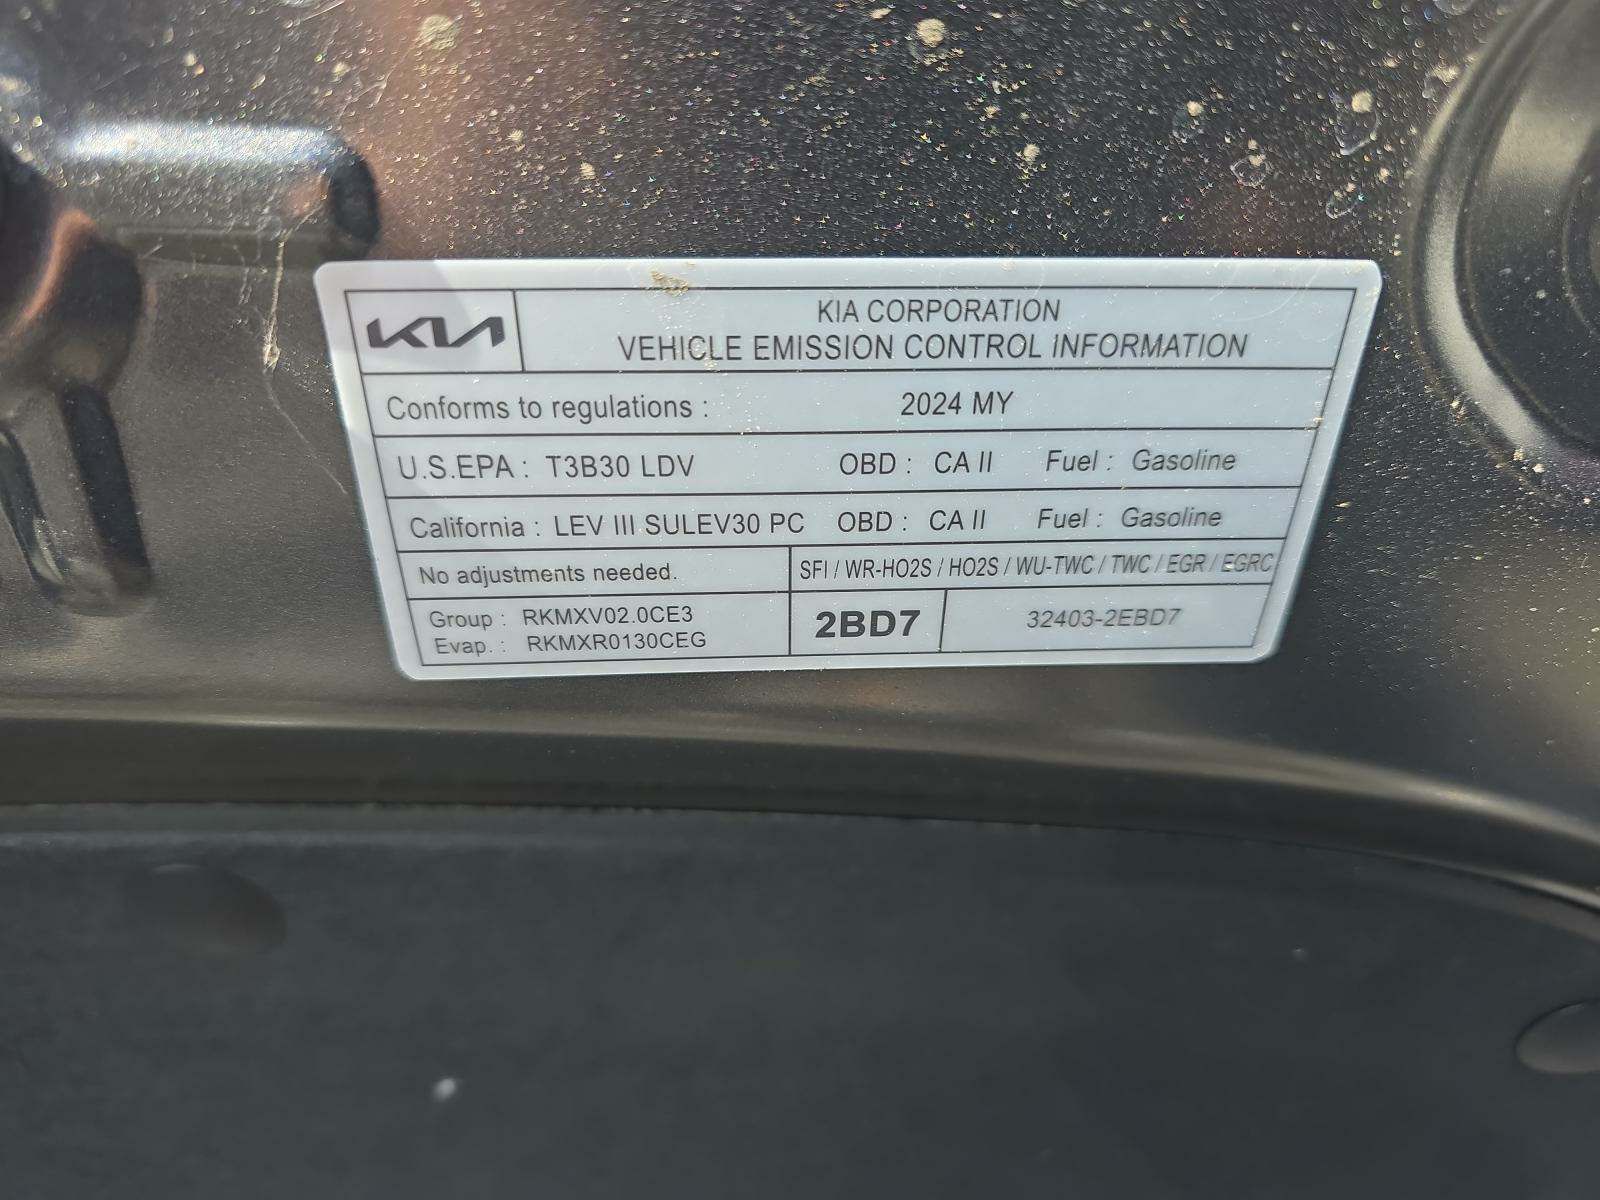 KIA
KIA CORPORATION
VEHICLE EMISSION CONTROL INFORMATION
Conforms to regulations : 2024 MY
U.S.EPA : T3B30 LDV OBD : CA II Fuel : Gasoline
California : LEV III SULEV30 PC OBD : CA II Fuel : Gasoline
No adjustments needed. SFI / WR-HO2S / HO2S / WU-TWC / TWC / EGR / EGRC
Group : RKMXV02.0CE3
Evap. : RKMXR0130CEG
2BD7 32403-2EBD7